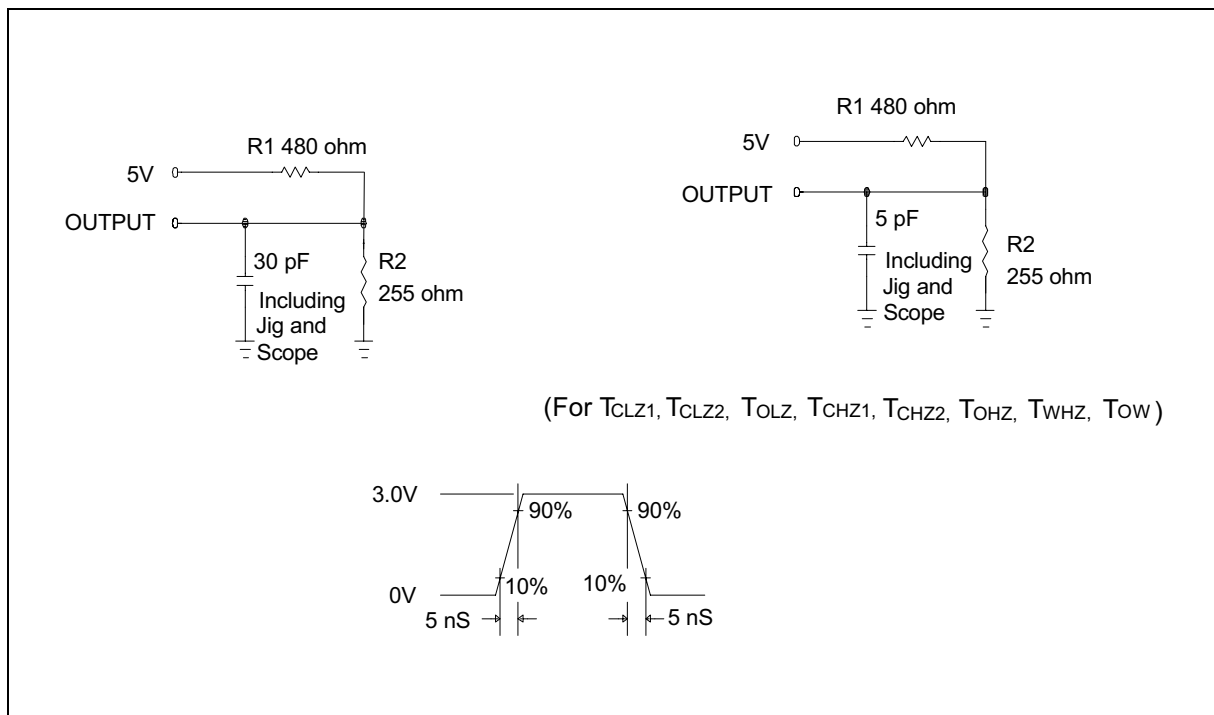 R1 480 ohm
5V
OUTPUT
30 pF
Including
Jig and
Scope
R2
255 ohm
R1 480 ohm
5V
OUTPUT
5 pF
Including
Jig and
Scope
R2
255 ohm
(For TCLZ1, TCLZ2, TOLZ, TCHZ1, TCHZ2, TOHZ, TWHZ, TOW)
3.0V
90%
90%
10%
10%
0V
5 nS
5 nS